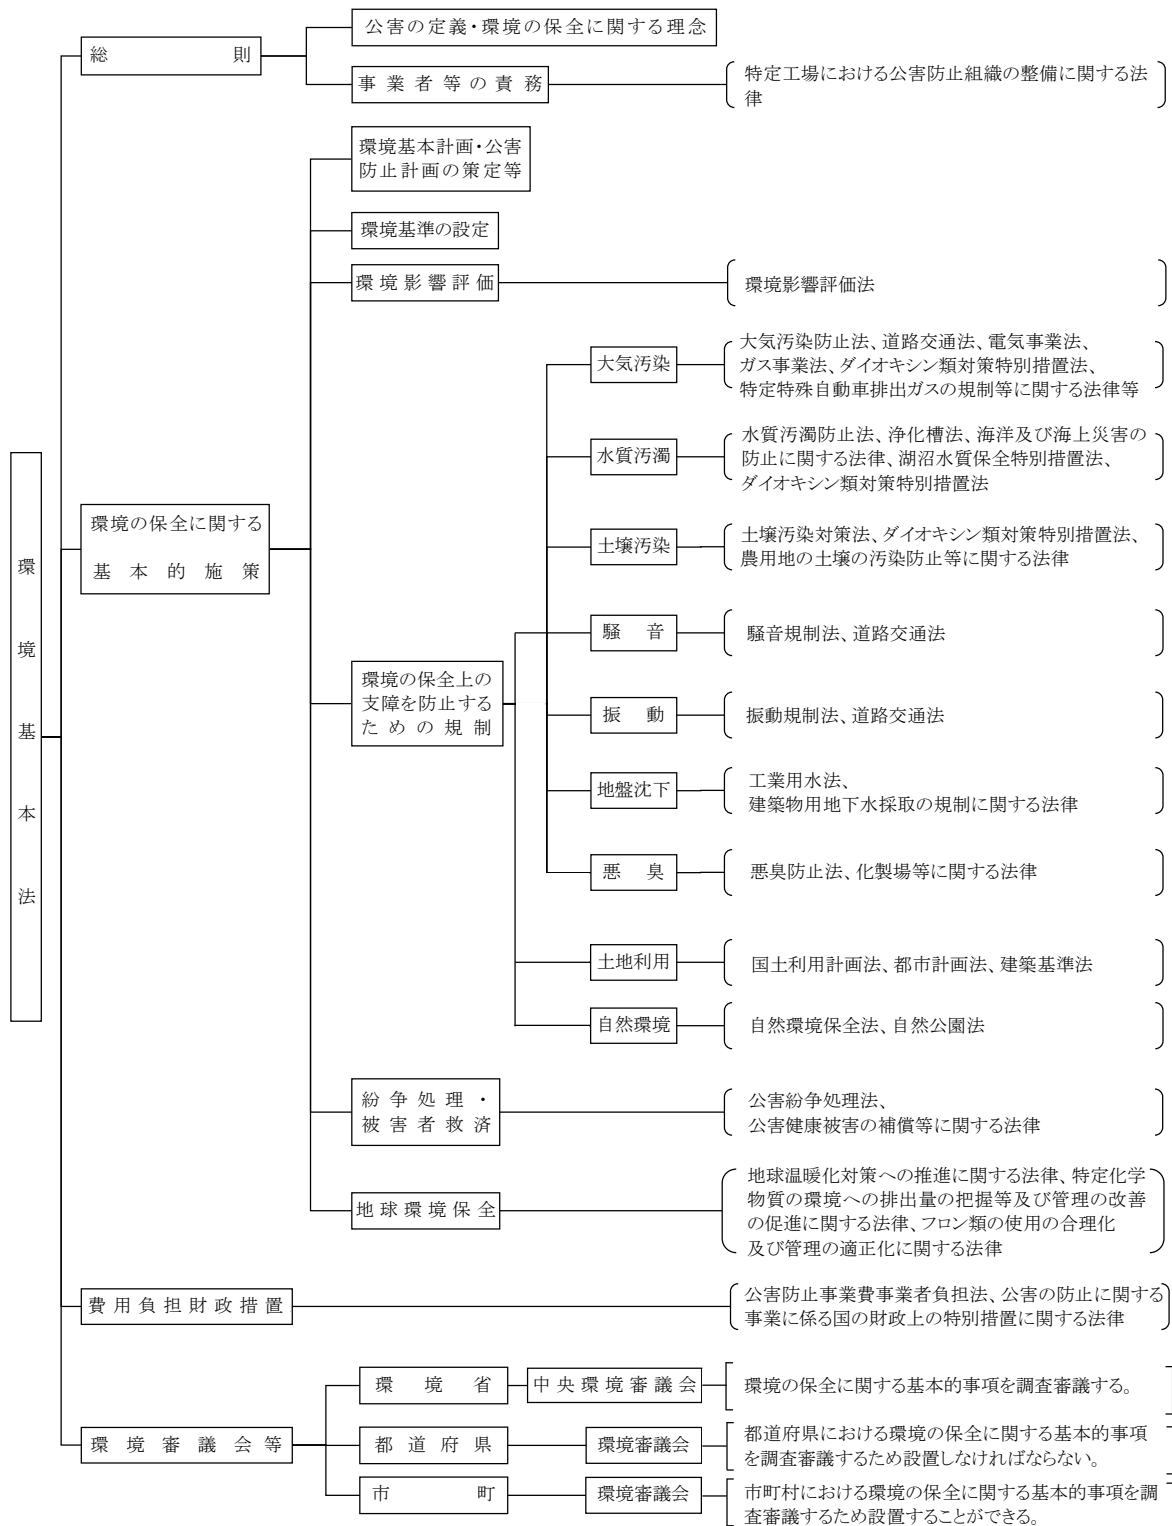 公害の定義・環境の保全に関する理念
総則
事業者等の責務
特定工場における公害防止組織の整備に関する法
律
環境基本計画・公害
防止計画の策定等
環境基準の設定
環境影響評価
環境影響評価法
大気汚染
大気汚染防止法、道路交通法、電気事業法、
ガス事業法、ダイオキシン類対策特別措置法、
特定特殊自動車排出ガスの規制等に関する法律等
水質汚濁
水質汚濁防止法、浄化槽法、海洋及び海上災害の
防止に関する法律、湖沼水質保全特別措置法、
ダイオキシン類対策特別措置法
環境の保全に関する
基本的施策
土壌汚染
土壌汚染対策法、ダイオキシン類対策特別措置法、
農用地の土壌の汚染防止等に関する法律
騒音
騒音規制法、道路交通法
環境の保全上の
支障を防止する
ための規制
振動
振動規制法、道路交通法
環境基本法
地盤沈下
工業用水法、
建築物用地下水採取の規制に関する法律
悪臭
悪臭防止法、化製場等に関する法律
土地利用
国土利用計画法、都市計画法、建築基準法
自然環境
自然環境保全法、自然公園法
紛争処理・
被害者救済
公害紛争処理法、
公害健康被害の補償等に関する法律
地球環境保全
地球温暖化対策への推進に関する法律、特定化学
物質の環境への排出量の把握等及び管理の改善
の促進に関する法律、フロン類の使用の合理化
及び管理の適正化に関する法律
費用負担財政措置
公害防止事業費事業者負担法、公害の防止に関する
事業に係る国の財政上の特別措置に関する法律
環境省
中央環境審議会
環境の保全に関する基本的事項を調査審議する。
環境審議会等
都道府県
環境審議会
都道府県における環境の保全に関する基本的事項
を調査審議するため設置しなければならない。
市町
環境審議会
市町村における環境の保全に関する基本的事項を調
査審議するため設置することができる。